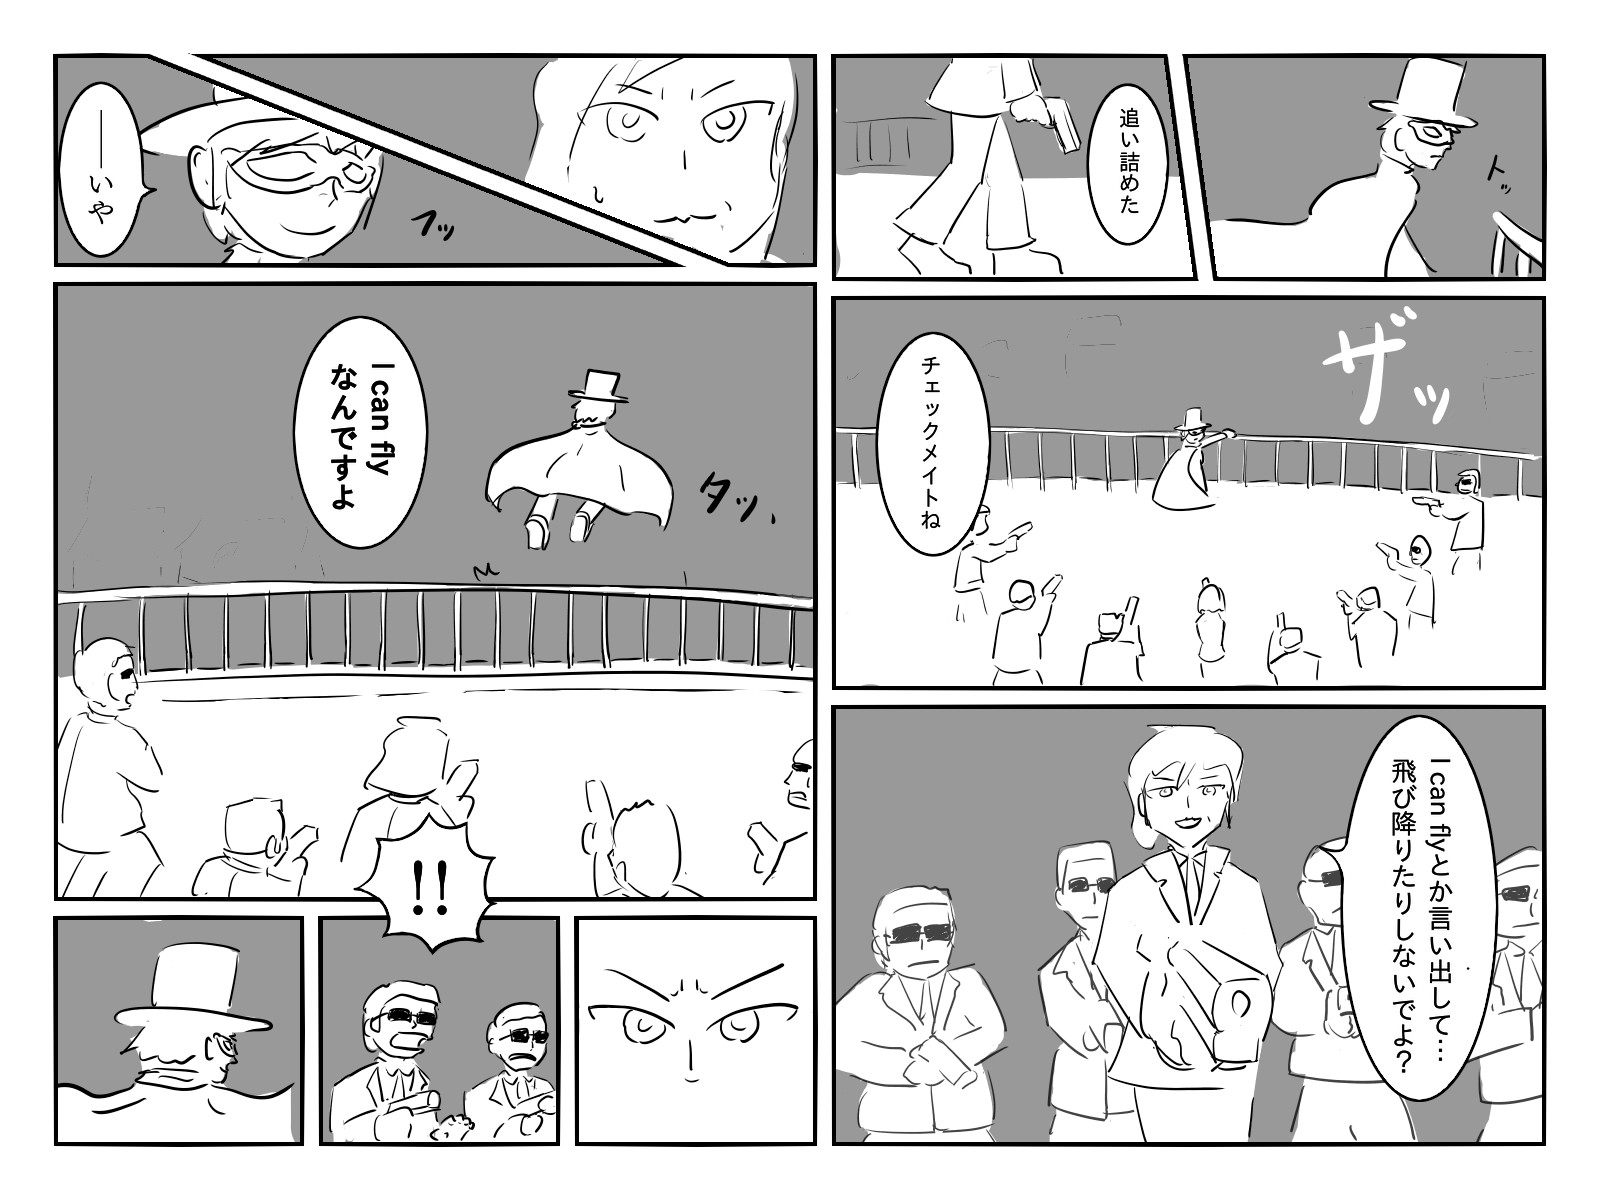 トッ
追い詰めた
ザッ
チェックメイトね
I can flyとか言い出して…
飛び降りたりしないでよ？
フッ
──いや
タッ、
I can fly
なんですよ
!!